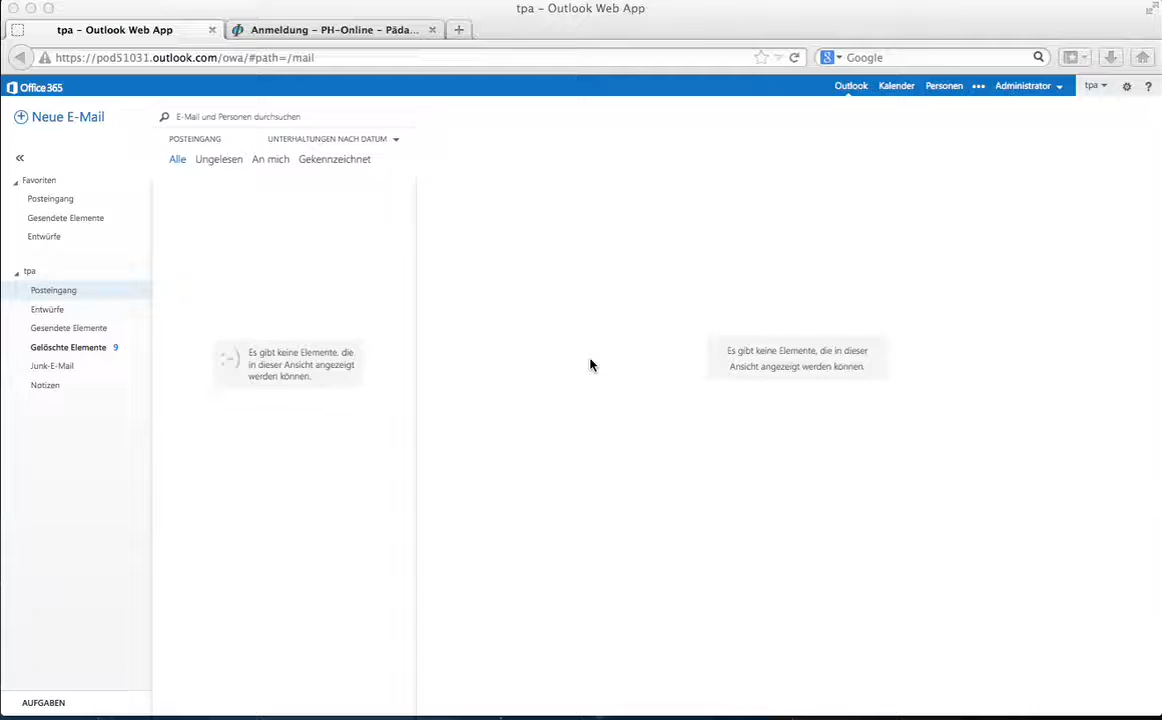 tpa – Outlook Web App
tpa – Outlook Web App
Anmeldung – PH-Online – Päda...
https://pod51031.outlook.com/owa/#path=/mail
Google
Office 365
Outlook Kalender Personen ••• Administrator tpa ?
Neue E-Mail
E-Mail und Personen durchsuchen
POSTEINGANG UNTERHALTUNGEN NACH DATUM
Alle Ungelesen An mich Gekennzeichnet
«
Favoriten
Posteingang
Gesendete Elemente
Entwürfe
tpa
Posteingang
Entwürfe
Gesendete Elemente
Gelöschte Elemente 9
Junk-E-Mail
Notizen
:-)
Es gibt keine Elemente, die
in dieser Ansicht angezeigt
werden können.
Es gibt keine Elemente, die in dieser
Ansicht angezeigt werden können.
AUFGABEN